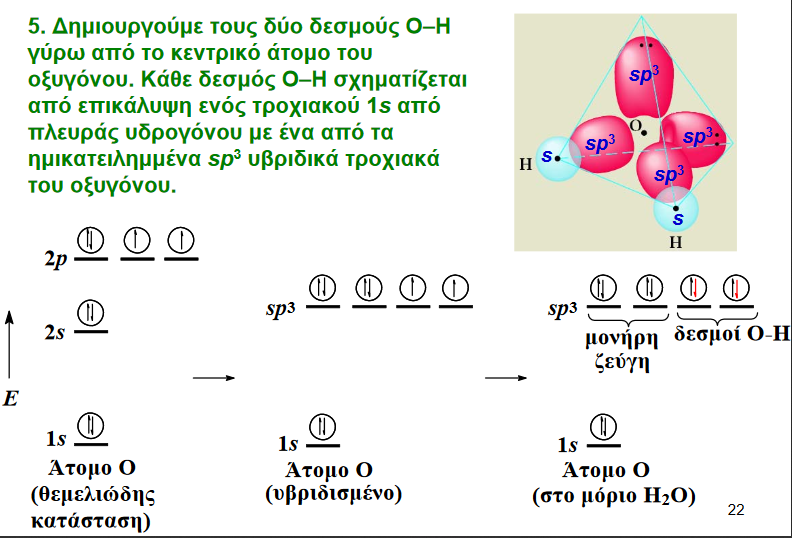 5. Δημιουργούμε τους δύο δεσμούς Ο–Η
γύρω από το κεντρικό άτομο του
οξυγόνου. Κάθε δεσμός Ο–Η σχηματίζεται
από επικάλυψη ενός τροχιακού 1s από
πλευράς υδρογόνου με ένα από τα
ημικατειλημμένα sp³ υβριδικά τροχιακά
του οξυγόνου.
sp³
O
sp³
sp³
H
s
sp³
s
H
2p
2s
sp3
sp3
μονήρη
ζεύγη
δεσμοί Ο-Η
E
1s
1s
1s
Άτομο Ο
(θεμελιώδης
κατάσταση)
Άτομο Ο
(υβριδισμένο)
Άτομο Ο
(στο μόριο H₂O)
22